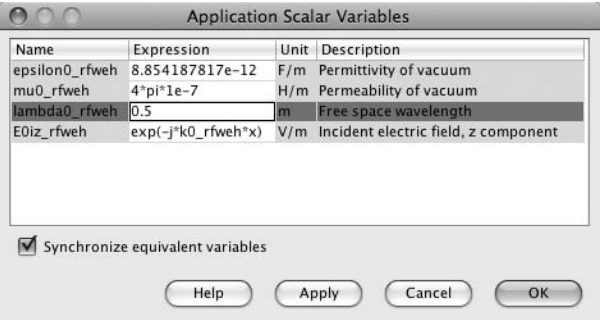 Application Scalar Variables
Name Expression Unit Description
epsilon0_rfweh 8.854187817e-12 F/m Permittivity of vacuum
mu0_rfweh 4*pi*1e-7 H/m Permeability of vacuum
lambda0_rfweh 0.5 m Free space wavelength
E0iz_rfweh exp(-j*k0_rfweh*x) V/m Incident electric field, z component
Synchronize equivalent variables
Help Apply Cancel OK